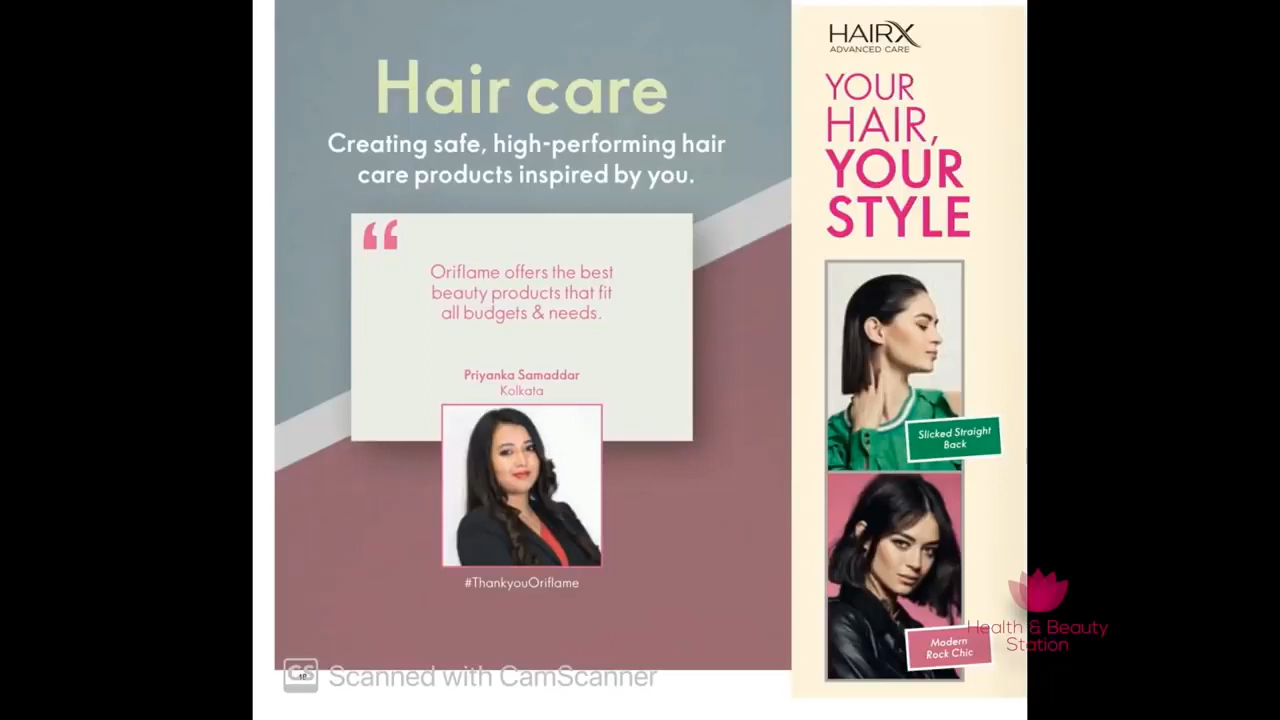 Hair care
Creating safe, high-performing hair
care products inspired by you.
“
Oriflame offers the best
beauty products that fit
all budgets & needs.
Priyanka Samaddar
Kolkata
#ThankyouOriflame
CS
Scanned with CamScanner
HAIRX
ADVANCED CARE
YOUR
HAIR,
YOUR
STYLE
Slicked Straight
Back
Modern
Rock Chic
Health & Beauty
Station